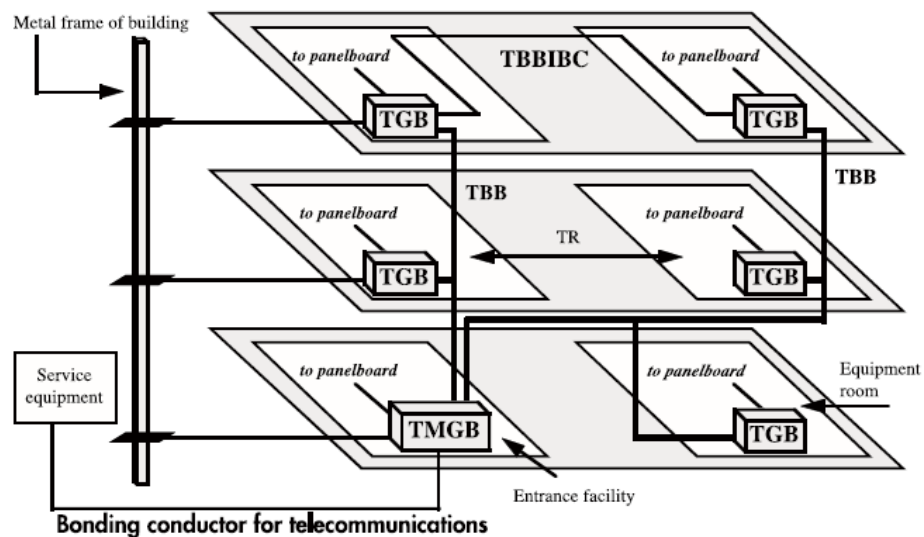 Metal frame of building
to panelboard
TBBIBC
to panelboard
TGB
TGB
TBB
TBB
to panelboard
TR
to panelboard
TGB
TGB
Service
equipment
to panelboard
to panelboard
Equipment
room
TMGB
TGB
Entrance facility
Bonding conductor for telecommunications